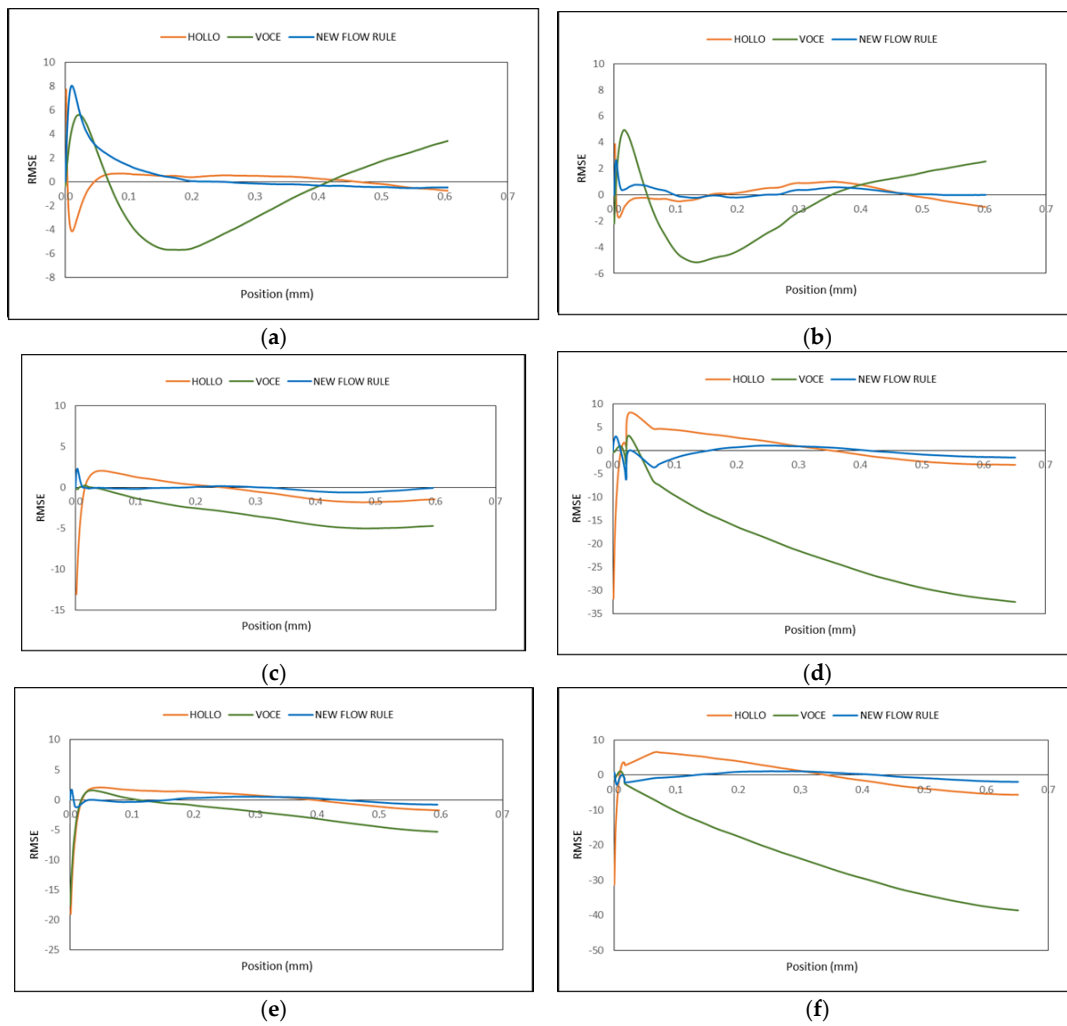 HOLLO VOCE NEW FLOW RULE
10
8
6
4
2
0
-2
-4
-6
-8
0.0 0.1 0.2 0.3 0.4 0.5 0.6 0.7
RMSE
Position (mm)
(a)
HOLLO VOCE NEW FLOW RULE
10
8
6
4
2
0
-2
-4
-6
0.0 0.1 0.2 0.3 0.4 0.5 0.6 0.7
RMSE
Position (mm)
(b)
HOLLO VOCE NEW FLOW RULE
10
5
0
-5
-10
-15
0.0 0.1 0.2 0.3 0.4 0.5 0.6 0.7
RMSE
Position (mm)
(c)
HOLLO VOCE NEW FLOW RULE
10
5
0
-5
-10
-15
-20
-25
-30
-35
0.0 0.1 0.2 0.3 0.4 0.5 0.6 0.7
RMSE
Position (mm)
(d)
HOLLO VOCE NEW FLOW RULE
10
5
0
-5
-10
-15
-20
-25
0.0 0.1 0.2 0.3 0.4 0.5 0.6 0.7
RMSE
Position (mm)
(e)
HOLLO VOCE NEW FLOW RULE
10
0
-10
-20
-30
-40
-50
0.0 0.1 0.2 0.3 0.4 0.5 0.6 0.7
RMSE
Position (mm)
(f)